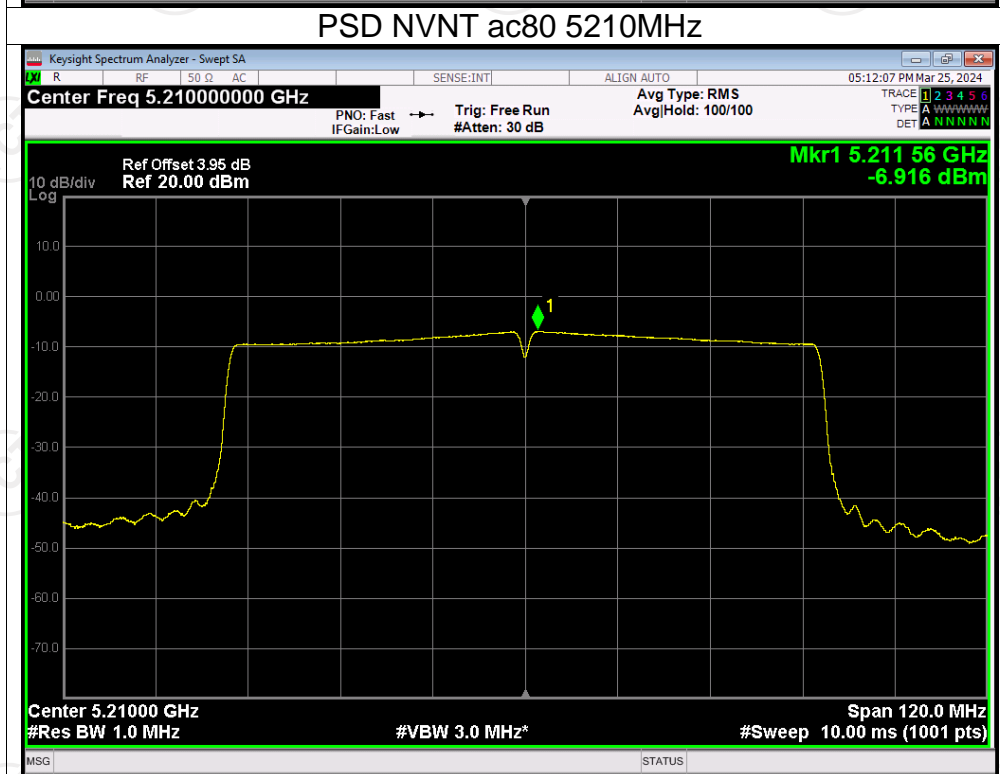 PSD NVNT ac80 5210MHz
Keysight Spectrum Analyzer - Swept SA
LXI R RF 50 Ω AC SENSE:INT ALIGN AUTO 05:12:07 PM Mar 25, 2024
Center Freq 5.210000000 GHz
PNO: Fast
IFGain:Low
Trig: Free Run
#Atten: 30 dB
Avg Type: RMS
Avg|Hold: 100/100
TRACE 1 2 3 4 5 6
TYPE A WWWWW
DET A N N N N N
Ref Offset 3.95 dB
10 dB/div Ref 20.00 dBm
Log
Mkr1 5.211 56 GHz
-6.916 dBm
10.0
0.00
1
-10.0
-20.0
-30.0
-40.0
-50.0
-60.0
-70.0
Center 5.21000 GHz Span 120.0 MHz
#Res BW 1.0 MHz #VBW 3.0 MHz* #Sweep 10.00 ms (1001 pts)
MSG STATUS